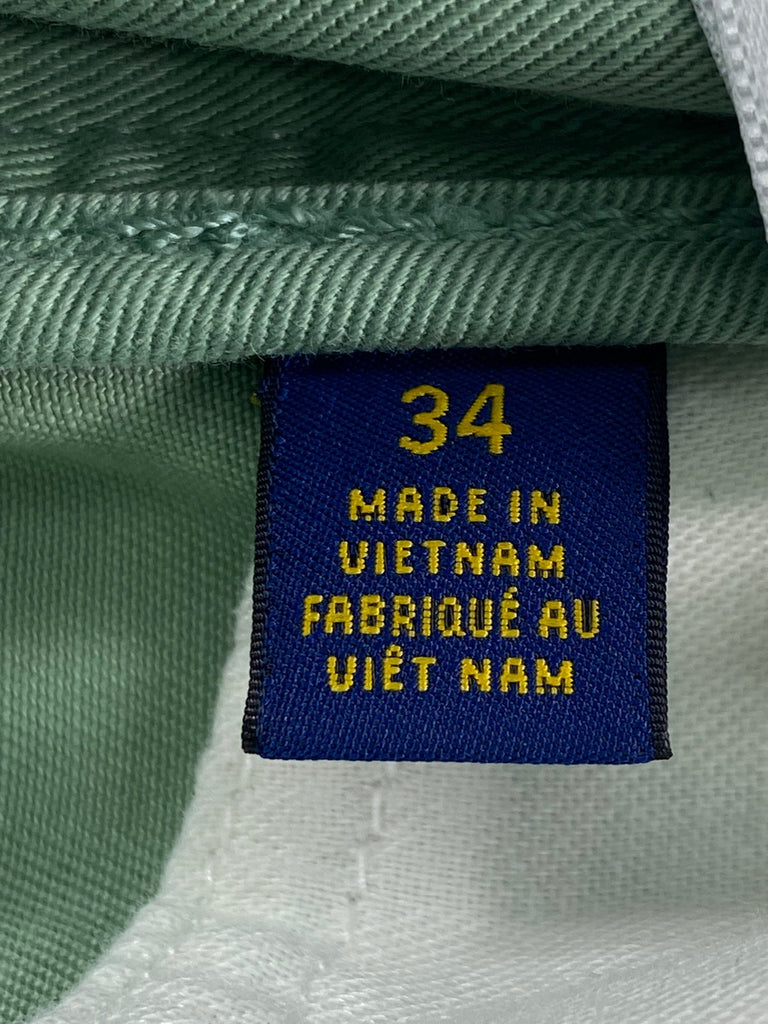 34
MADE IN
VIETNAM
FABRIQUÉ AU
VIÊT NAM